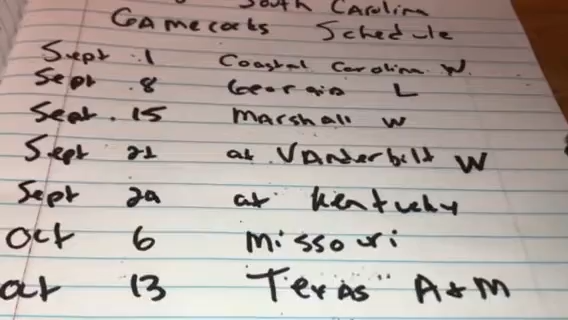 South Carolina
Gamecocks Schedule
Sept 1 Coastal Carolina W
Sept 8 Georgia L
Sept. 15 Marshall W
Sept 21 at Vanderbilt W
Sept 29 at Kentucky
Oct 6 Missouri
Oct 13 Texas A+M